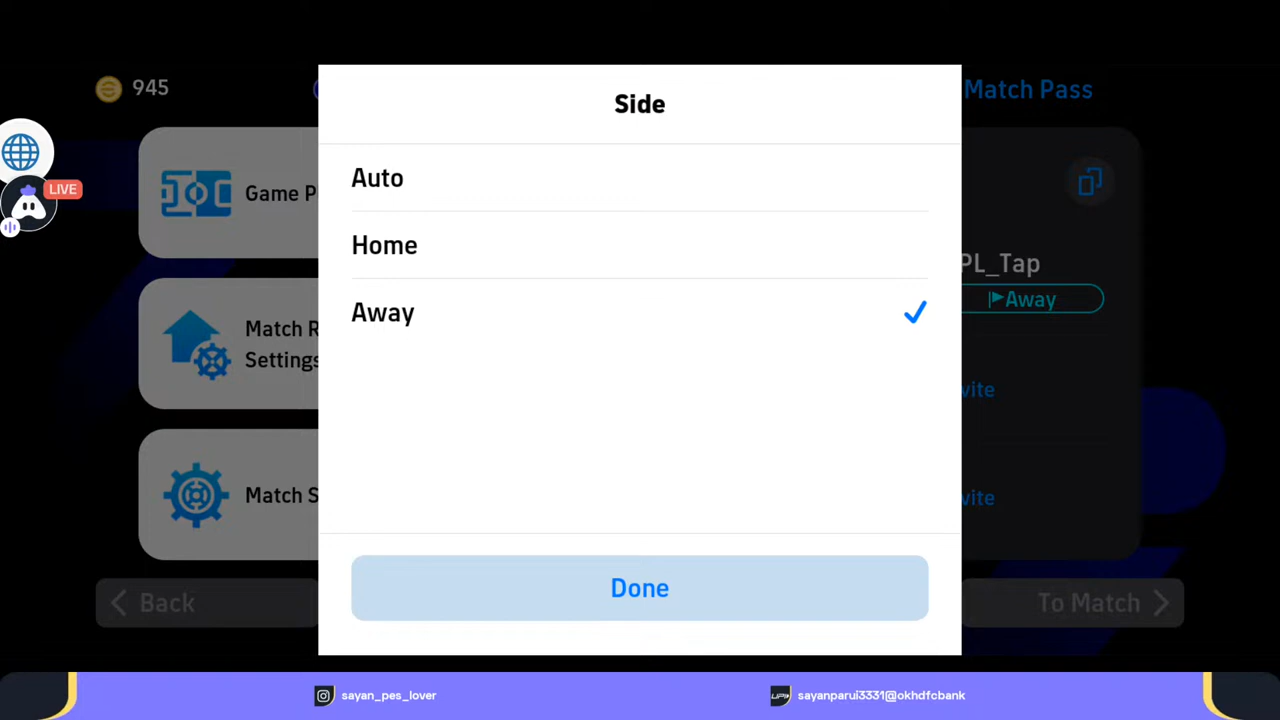 945
Match Pass
Side
LIVE
Auto
Home
Away
Game P
Match R
Settings
Match S
PL_Tap
Away
vite
vite
Done
Back
To Match
sayan_pes_lover
UPI
sayanparui3331@okhdfcbank